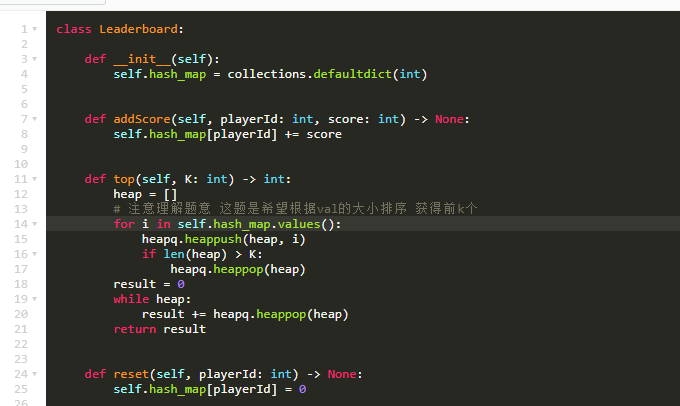 1 class Leaderboard:
2
3     def __init__(self):
4         self.hash_map = collections.defaultdict(int)
5
6
7     def addScore(self, playerId: int, score: int) -> None:
8         self.hash_map[playerId] += score
9
10
11     def top(self, K: int) -> int:
12         heap = []
13         # 注意理解题意 这题是希望根据val的大小排序 获得前k个
14         for i in self.hash_map.values():
15             heapq.heappush(heap, i)
16             if len(heap) > K:
17                 heapq.heappop(heap)
18         result = 0
19         while heap:
20             result += heapq.heappop(heap)
21         return result
22
23
24     def reset(self, playerId: int) -> None:
25         self.hash_map[playerId] = 0
26